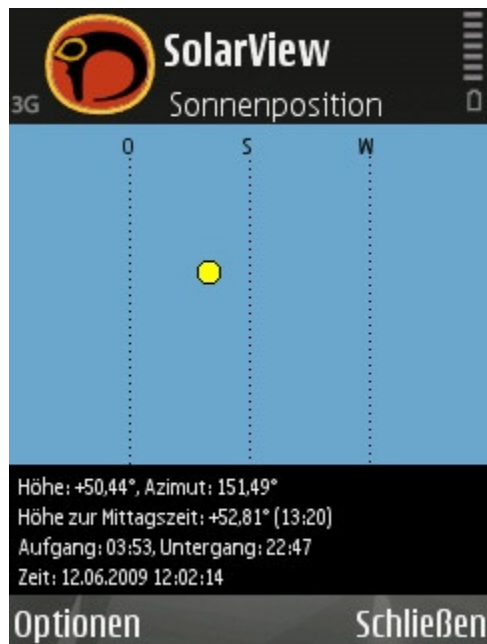 SolarView
3G
Sonnenposition
O S W
Höhe: +50,44°, Azimut: 151,49°
Höhe zur Mittagszeit: +52,81° (13:20)
Aufgang: 03:53, Untergang: 22:47
Zeit: 12.06.2009 12:02:14
Optionen Schließen